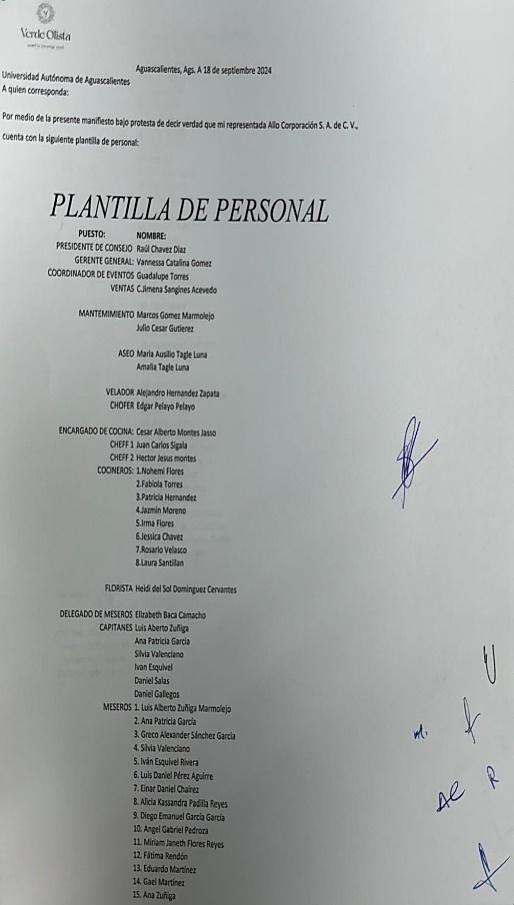 Verde Olista
Aguascalientes, Ags. A 18 de septiembre 2024
Universidad Autónoma de Aguascalientes
A quien corresponda:
Por medio de la presente manifiesto bajo protesta de decir verdad que mi representada Allo Corporación S. A. de C. V.,
cuenta con la siguiente plantilla de personal:
PLANTILLA DE PERSONAL
PUESTO: NOMBRE:
PRESIDENTE DE CONSEJO Raúl Chavez Diaz
GERENTE GENERAL: Vannessa Catalina Gomez
COORDINADOR DE EVENTOS Guadalupe Torres
VENTAS C.Jimena Sangines Acevedo
MANTEMIMIENTO Marcos Gomez Marmolejo
Julio Cesar Gutierez
ASEO Maria Ausilio Tagle Luna
Amalia Tagle Luna
VELADOR Alejandro Hernandez Zapata
CHOFER Edgar Pelayo Pelayo
ENCARGADO DE COCINA: Cesar Alberto Montes Jasso
CHEFF 1 Juan Carlos Sigala
CHEFF 2 Hector Jesus montes
COCINEROS: 1.Nohemi Flores
2.Fabiola Torres
3.Patricia Hernandez
4.Jazmin Moreno
5.Irma Flores
6.Jessica Chavez
7.Rosario Velasco
8.Laura Santillan
FLORISTA Heidi del Sol Dominguez Cervantes
DELEGADO DE MESEROS Elizabeth Baca Camacho
CAPITANES Luis Aberto Zuñiga
Ana Patricia Garcia
Silvia Valenciano
Ivan Esquivel
Daniel Salas
Daniel Gallegos
MESEROS 1. Luis Alberto Zuñiga Marmolejo
2. Ana Patricia García
3. Greco Alexander Sánchez García
4. Silvia Valenciano
5. Iván Esquivel Rivera
6. Luis Daniel Pérez Aguirre
7. Einar Daniel Chairez
8. Alicia Kassandra Padilla Reyes
9. Diego Emanuel García García
10. Angel Gabriel Pedroza
11. Miriam Janeth Flores Reyes
12. Fátima Rendón
13. Eduardo Martínez
14. Gael Martínez
15. Ana Zuñiga